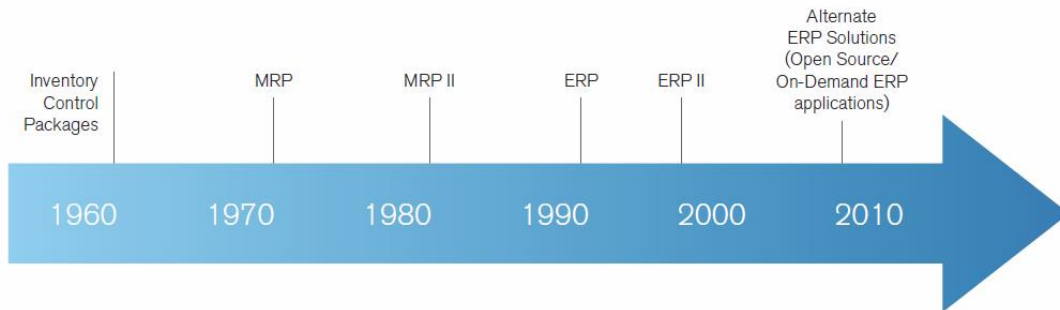 Alternate
ERP Solutions
(Open Source/
On-Demand ERP
applications)
Inventory
Control
Packages
MRP
MRP II
ERP
ERP II
1960
1970
1980
1990
2000
2010